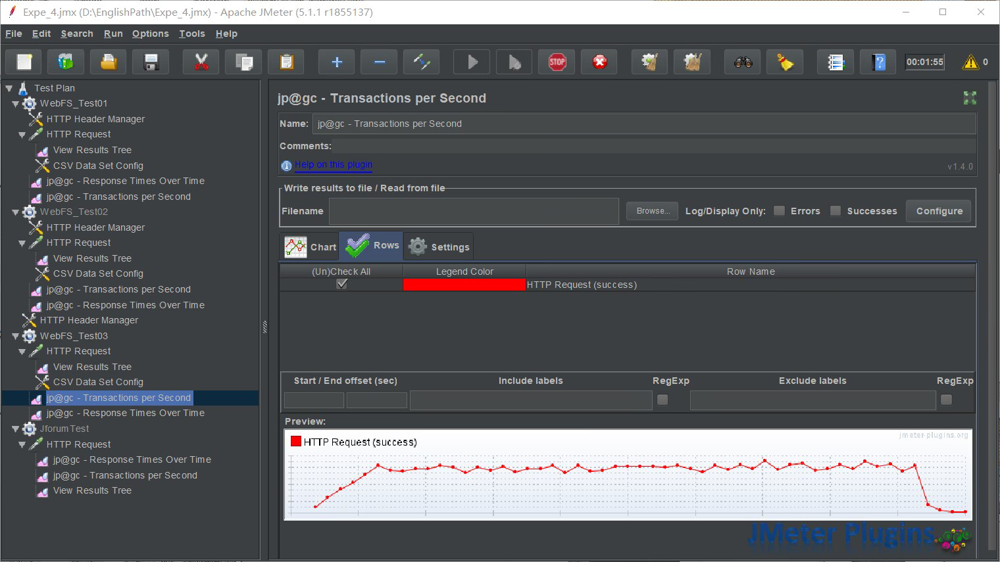 Expe_4.jmx (D:\EnglishPath\Expe_4.jmx) - Apache JMeter (5.1.1 r1855137)
File Edit Search Run Options Tools Help
STOP
00:01:55
0
Test Plan
WebFS_Test01
HTTP Header Manager
HTTP Request
View Results Tree
CSV Data Set Config
jp@gc - Response Times Over Time
jp@gc - Transactions per Second
WebFS_Test02
HTTP Header Manager
HTTP Request
View Results Tree
CSV Data Set Config
jp@gc - Transactions per Second
jp@gc - Response Times Over Time
HTTP Header Manager
WebFS_Test03
HTTP Request
View Results Tree
CSV Data Set Config
jp@gc - Transactions per Second
jp@gc - Response Times Over Time
JforumTest
HTTP Request
jp@gc - Response Times Over Time
jp@gc - Transactions per Second
View Results Tree
jp@gc - Transactions per Second
Name: jp@gc - Transactions per Second
Comments:
Help on this plugin
v1.4.0
Write results to file / Read from file
Filename Browse... Log/Display Only: Errors Successes Configure
Chart Rows Settings
(Un)Check All Legend Color Row Name
HTTP Request (success)
Start / End offset (sec) Include labels RegExp Exclude labels RegExp
Preview:
jmeter-plugins.org
HTTP Request (success)
JMeter Plugins